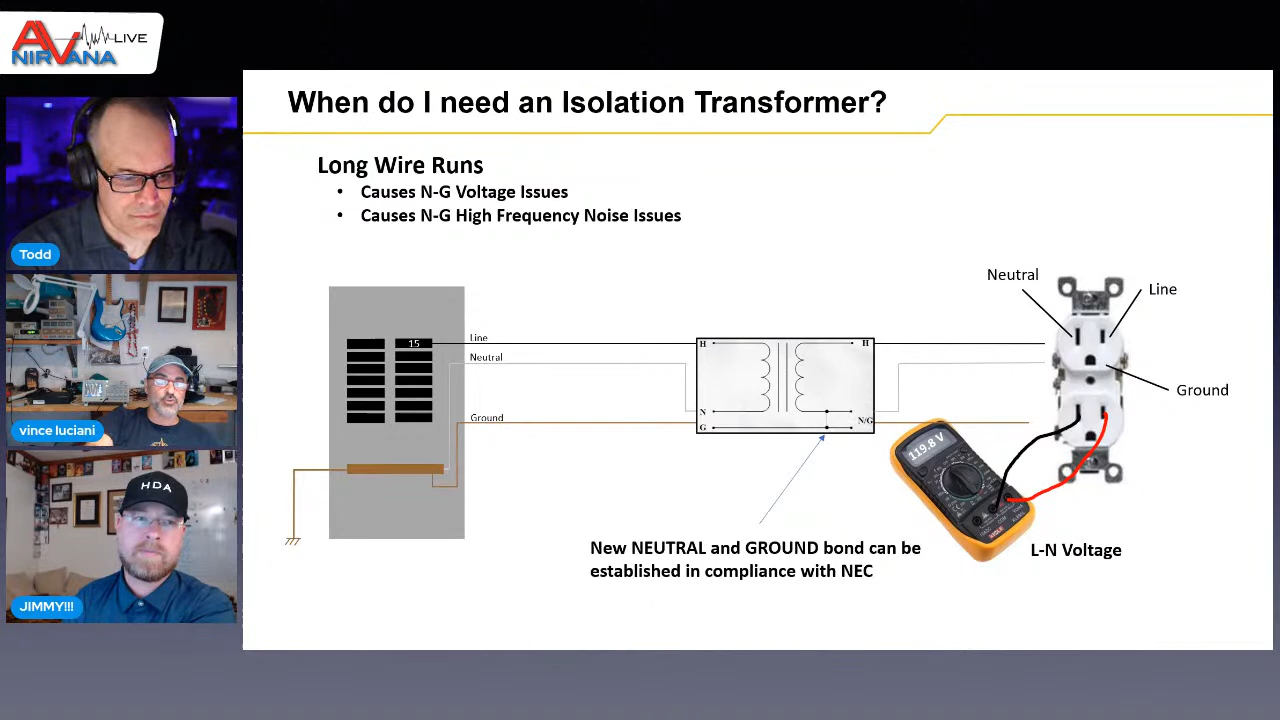 AV LIVE
NIRVANA
When do I need an Isolation Transformer?
Long Wire Runs
• Causes N-G Voltage Issues
• Causes N-G High Frequency Noise Issues
Todd
vince luciani
HDA
JIMMY!!!
15
Line
Neutral
Ground
H
H
N
G
N/G
Neutral
Line
Ground
119.8 V
New NEUTRAL and GROUND bond can be
established in compliance with NEC
L-N Voltage